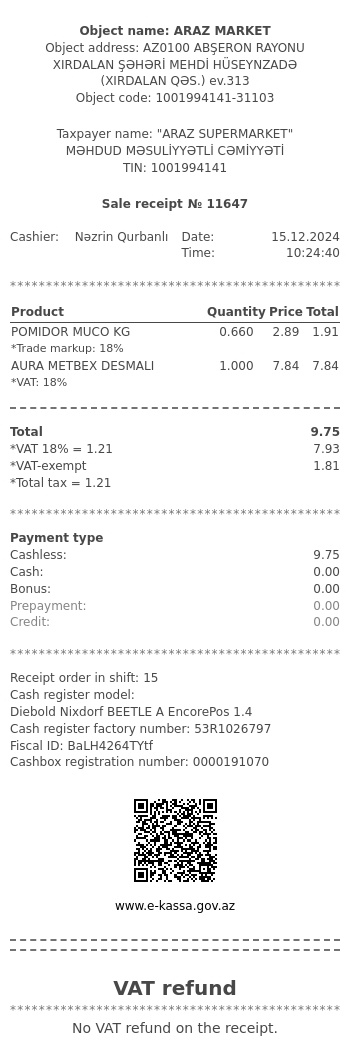 Object name: ARAZ MARKET
Object address: AZ0100 ABŞERON RAYONU
XIRDALAN ŞƏHƏRİ MEHDİ HÜSEYNZADƏ
(XIRDALAN QƏS.) ev.313
Object code: 1001994141-31103
Taxpayer name: "ARAZ SUPERMARKET"
MƏHDUD MƏSULİYYƏTLİ CƏMİYYƏTİ
TIN: 1001994141
Sale receipt № 11647
Cashier: Nəzrin Qurbanlı Date: 15.12.2024
Time: 10:24:40
**********************************************
Product Quantity Price Total
POMIDOR MUCO KG 0.660 2.89 1.91
*Trade markup: 18%
AURA METBEX DESMALI 1.000 7.84 7.84
*VAT: 18%
Total 9.75
*VAT 18% = 1.21 7.93
*VAT-exempt 1.81
*Total tax = 1.21
**********************************************
Payment type
Cashless: 9.75
Cash: 0.00
Bonus: 0.00
Prepayment: 0.00
Credit: 0.00
**********************************************
Receipt order in shift: 15
Cash register model:
Diebold Nixdorf BEETLE A EncorePos 1.4
Cash register factory number: 53R1026797
Fiscal ID: BaLH4264TYtf
Cashbox registration number: 0000191070
www.e-kassa.gov.az
VAT refund
**********************************************
No VAT refund on the receipt.